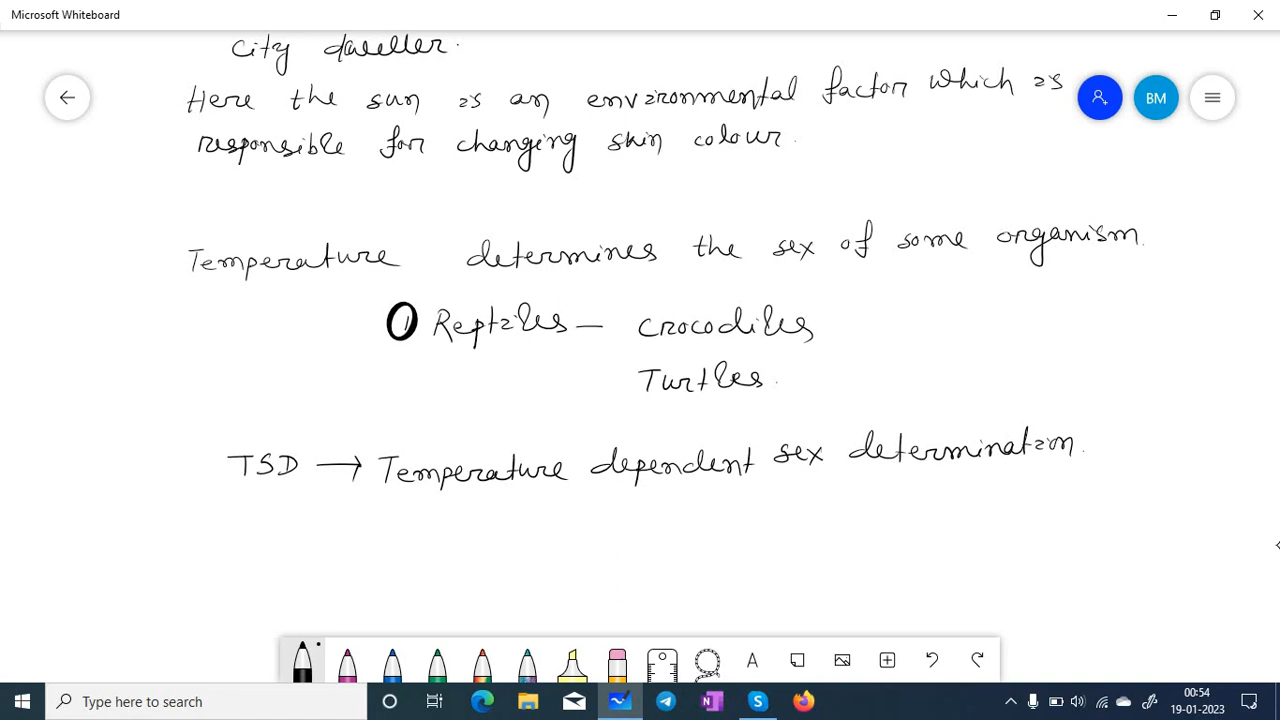 Microsoft Whiteboard
city dweller.
Here the sun is an environmental factor which is
BM
responsible for changing skin colour.
Temperature determines the sex of some organism.
① Reptiles — Crocodiles
Turtles.
TSD → Temperature dependent sex determination.
A
Type here to search
00:54
19-01-2023